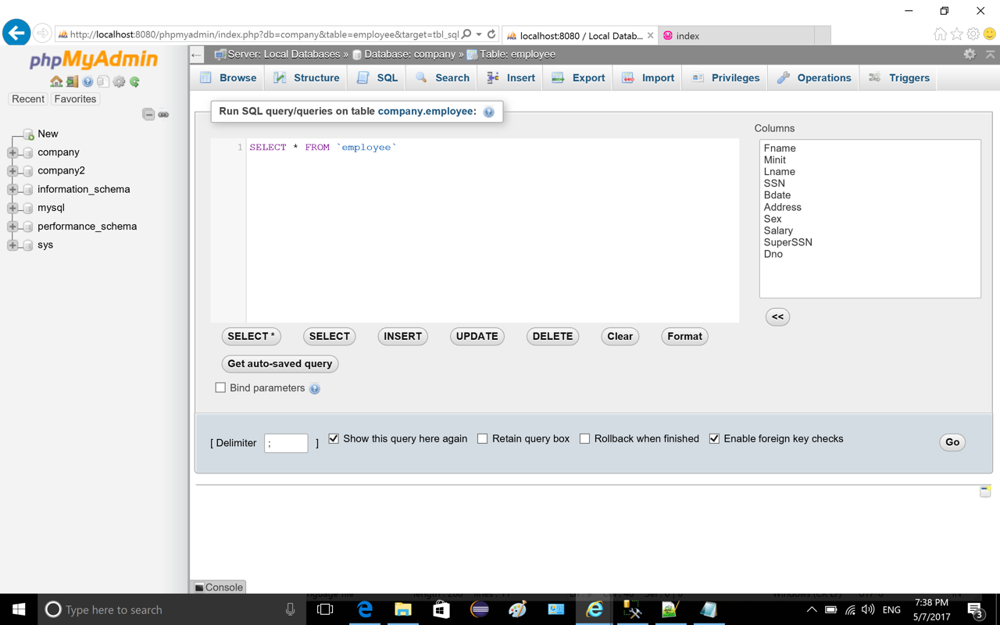 http://localhost:8080/phpmyadmin/index.php?db=company&table=employee&target=tbl_sql
localhost:8080 / Local Datab...
index
phpMyAdmin
Server: Local Databases » Database: company » Table: employee
Browse Structure SQL Search Insert Export Import Privileges Operations Triggers
Recent Favorites
New
company
company2
information_schema
mysql
performance_schema
sys
Run SQL query/queries on table company.employee:
Columns
1 SELECT * FROM `employee`
Fname
Minit
Lname
SSN
Bdate
Address
Sex
Salary
SuperSSN
Dno
<<
SELECT * SELECT INSERT UPDATE DELETE Clear Format
Get auto-saved query
Bind parameters
[ Delimiter ; ] Show this query here again Retain query box Rollback when finished Enable foreign key checks Go
Console
Type here to search
ENG
7:38 PM
5/7/2017
3